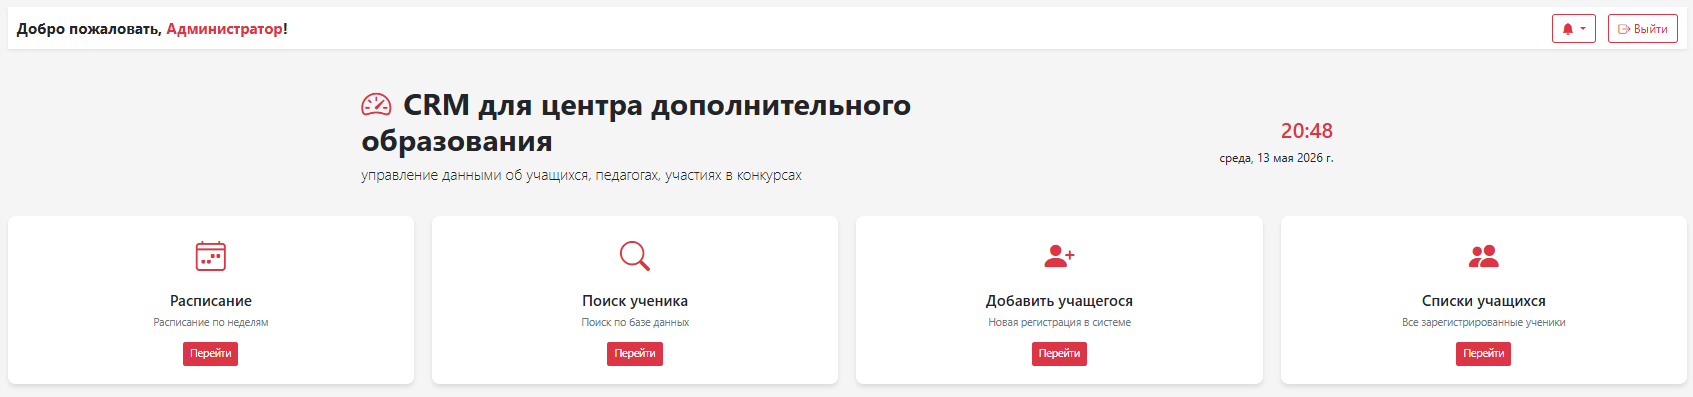 Добро пожаловать, Администратор!
Выйти
CRM для центра дополнительного
образования
управление данными об учащихся, педагогах, участиях в конкурсах
20:48
среда, 13 мая 2026 г.
Расписание
Расписание по неделям
Перейти
Поиск ученика
Поиск по базе данных
Перейти
Добавить учащегося
Новая регистрация в системе
Перейти
Списки учащихся
Все зарегистрированные ученики
Перейти